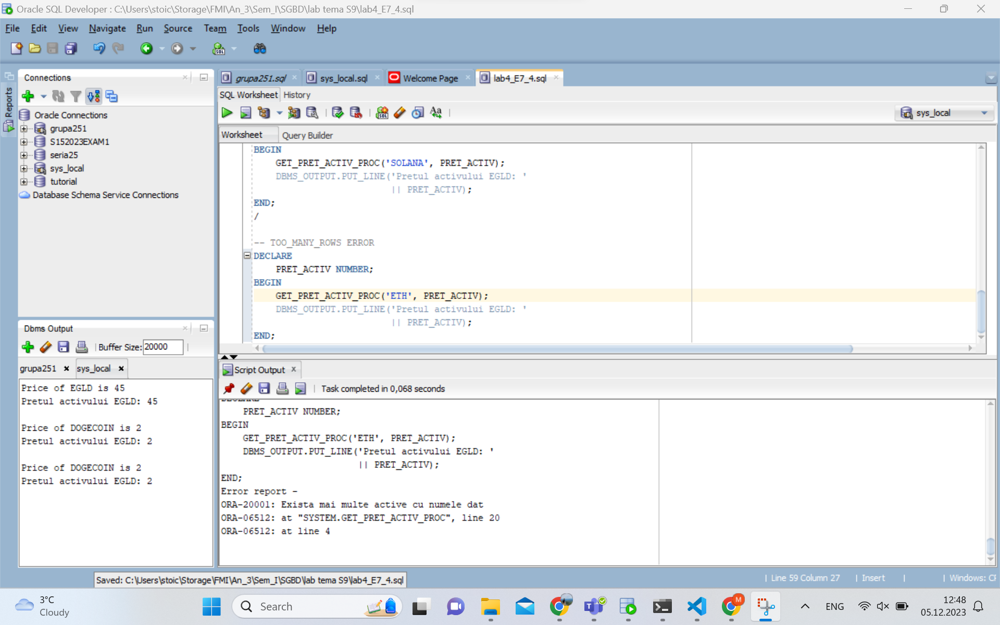 Oracle SQL Developer : C:\Users\stoic\Storage\FMI\An_3\Sem_I\SGBD\lab tema S9\lab4_E7_4.sql
File Edit View Navigate Run Source Team Tools Window Help
Reports
Connections
Oracle Connections
grupa251
S152023EXAM1
seria25
sys_local
tutorial
Database Schema Service Connections
Dbms Output
Buffer Size: 20000
grupa251 sys_local
Price of EGLD is 45
Pretul activului EGLD: 45
Price of DOGECOIN is 2
Pretul activului EGLD: 2
Price of DOGECOIN is 2
Pretul activului EGLD: 2
grupa251.sql sys_local.sql Welcome Page lab4_E7_4.sql
SQL Worksheet History
sys_local
Worksheet Query Builder
BEGIN
GET_PRET_ACTIV_PROC('SOLANA', PRET_ACTIV);
DBMS_OUTPUT.PUT_LINE('Pretul activului EGLD: '
|| PRET_ACTIV);
END;
/
-- TOO_MANY_ROWS ERROR
DECLARE
PRET_ACTIV NUMBER;
BEGIN
GET_PRET_ACTIV_PROC('ETH', PRET_ACTIV);
DBMS_OUTPUT.PUT_LINE('Pretul activului EGLD: '
|| PRET_ACTIV);
END;
Script Output
Task completed in 0,068 seconds
DECLARE
PRET_ACTIV NUMBER;
BEGIN
GET_PRET_ACTIV_PROC('ETH', PRET_ACTIV);
DBMS_OUTPUT.PUT_LINE('Pretul activului EGLD: '
|| PRET_ACTIV);
END;
Error report -
ORA-20001: Exista mai multe active cu numele dat
ORA-06512: at "SYSTEM.GET_PRET_ACTIV_PROC", line 20
ORA-06512: at line 4
Saved: C:\Users\stoic\Storage\FMI\An_3\Sem_I\SGBD\lab tema S9\lab4_E7_4.sql
| Line 59 Column 27 | Insert | | Windows: CF
3°C
Cloudy
Search
M
ENG
12:48
05.12.2023